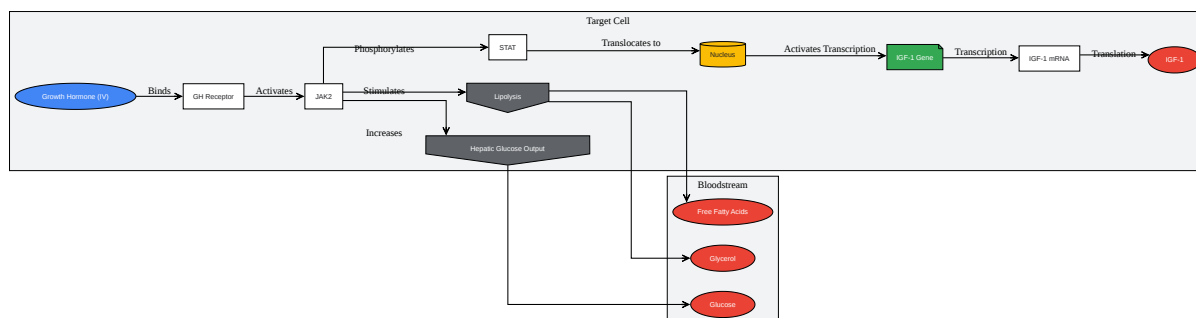 Target Cell
Phosphorylates
STAT
Translocates to
Nucleus
Activates Transcription
IGF-1 Gene
Transcription
IGF-1 mRNA
Translation
IGF-1
Growth Hormone (IV)
Binds
GH Receptor
Activates
JAK2
Stimulates
Lipolysis
Increases
Hepatic Glucose Output
Bloodstream
Free Fatty Acids
Glycerol
Glucose